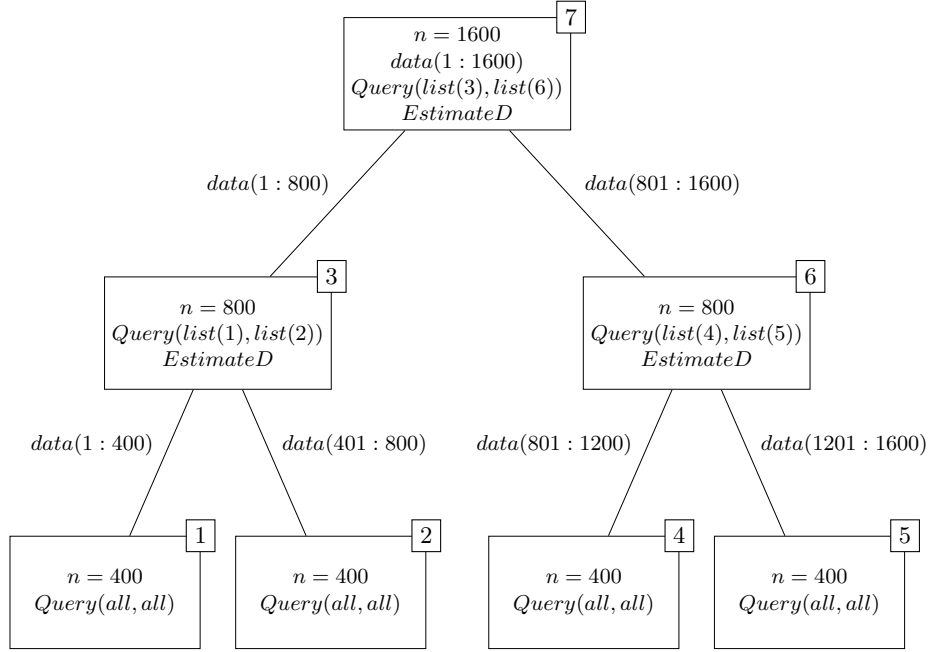 7
n = 1600
data(1 : 1600)
Query(list(3), list(6))
EstimateD
data(1 : 800)
data(801 : 1600)
3
n = 800
Query(list(1), list(2))
EstimateD
6
n = 800
Query(list(4), list(5))
EstimateD
data(1 : 400)
data(401 : 800)
data(801 : 1200)
data(1201 : 1600)
1
n = 400
Query(all, all)
2
n = 400
Query(all, all)
4
n = 400
Query(all, all)
5
n = 400
Query(all, all)